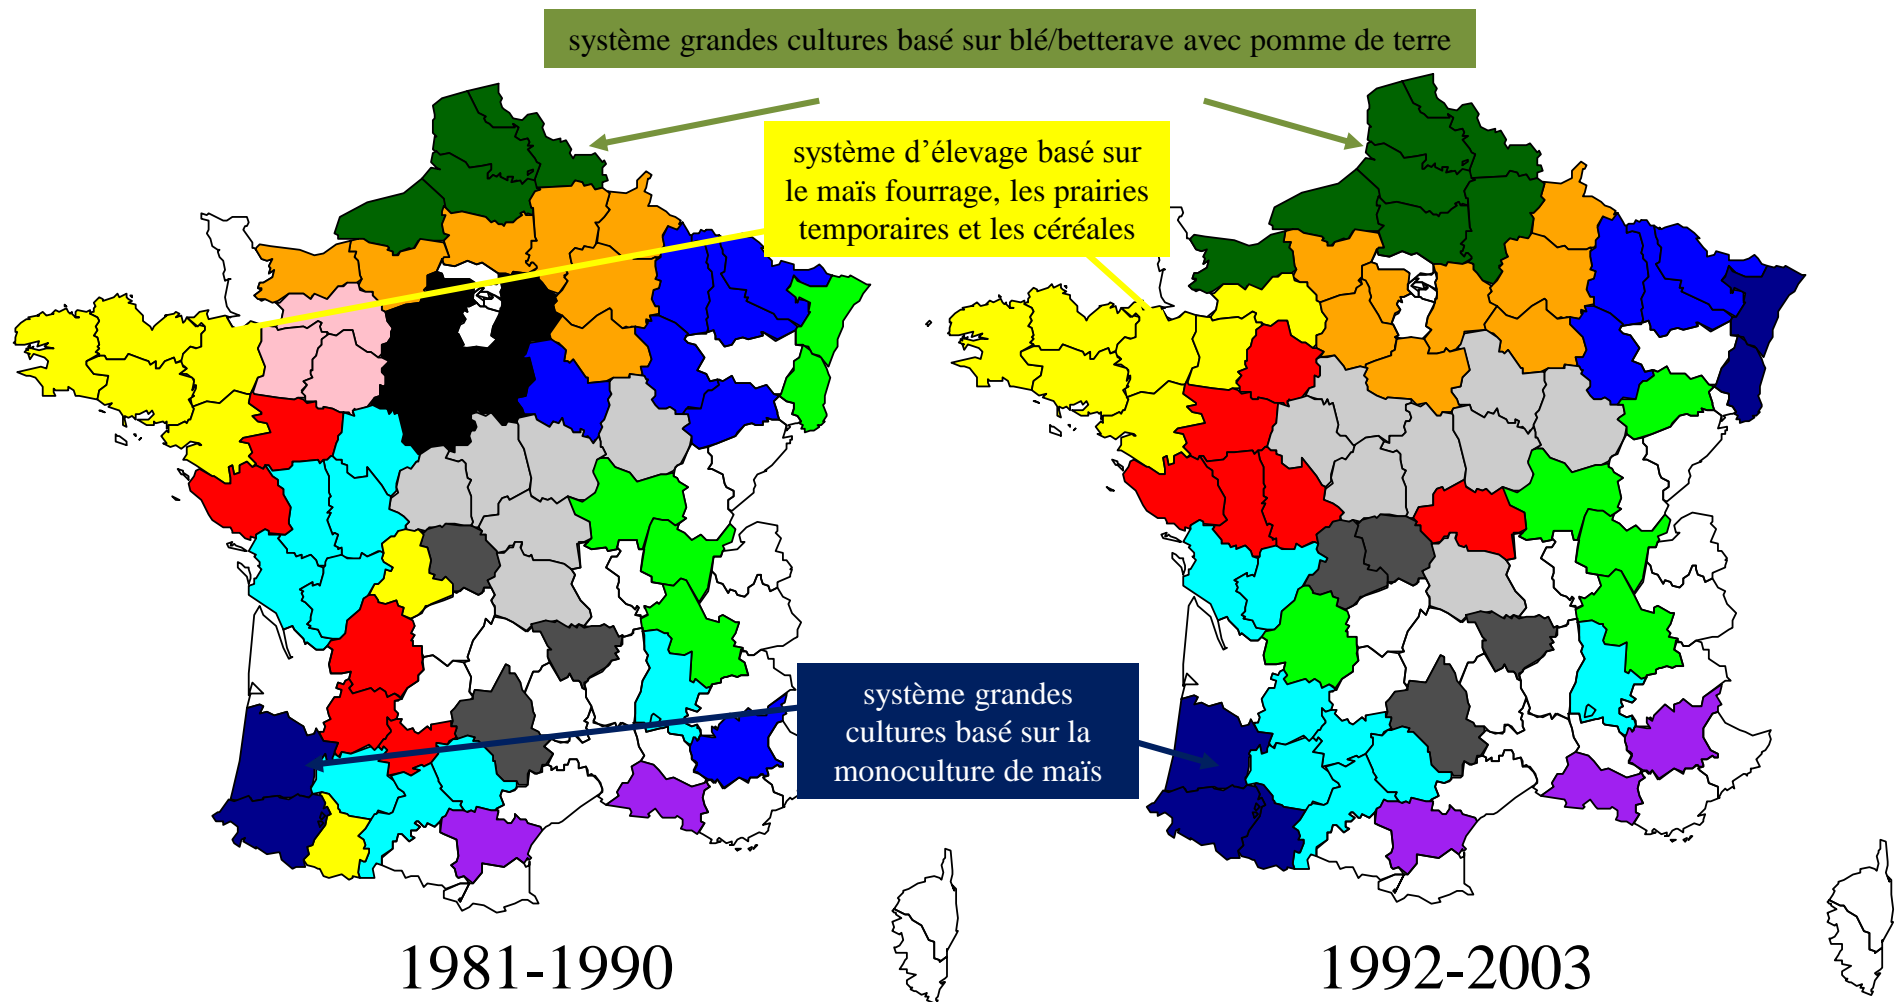 système grandes cultures basé sur blé/betterave avec pomme de terre
système d’élevage basé sur
le maïs fourrage, les prairies
temporaires et les céréales
système grandes
cultures basé sur la
monoculture de maïs
1981-1990
1992-2003